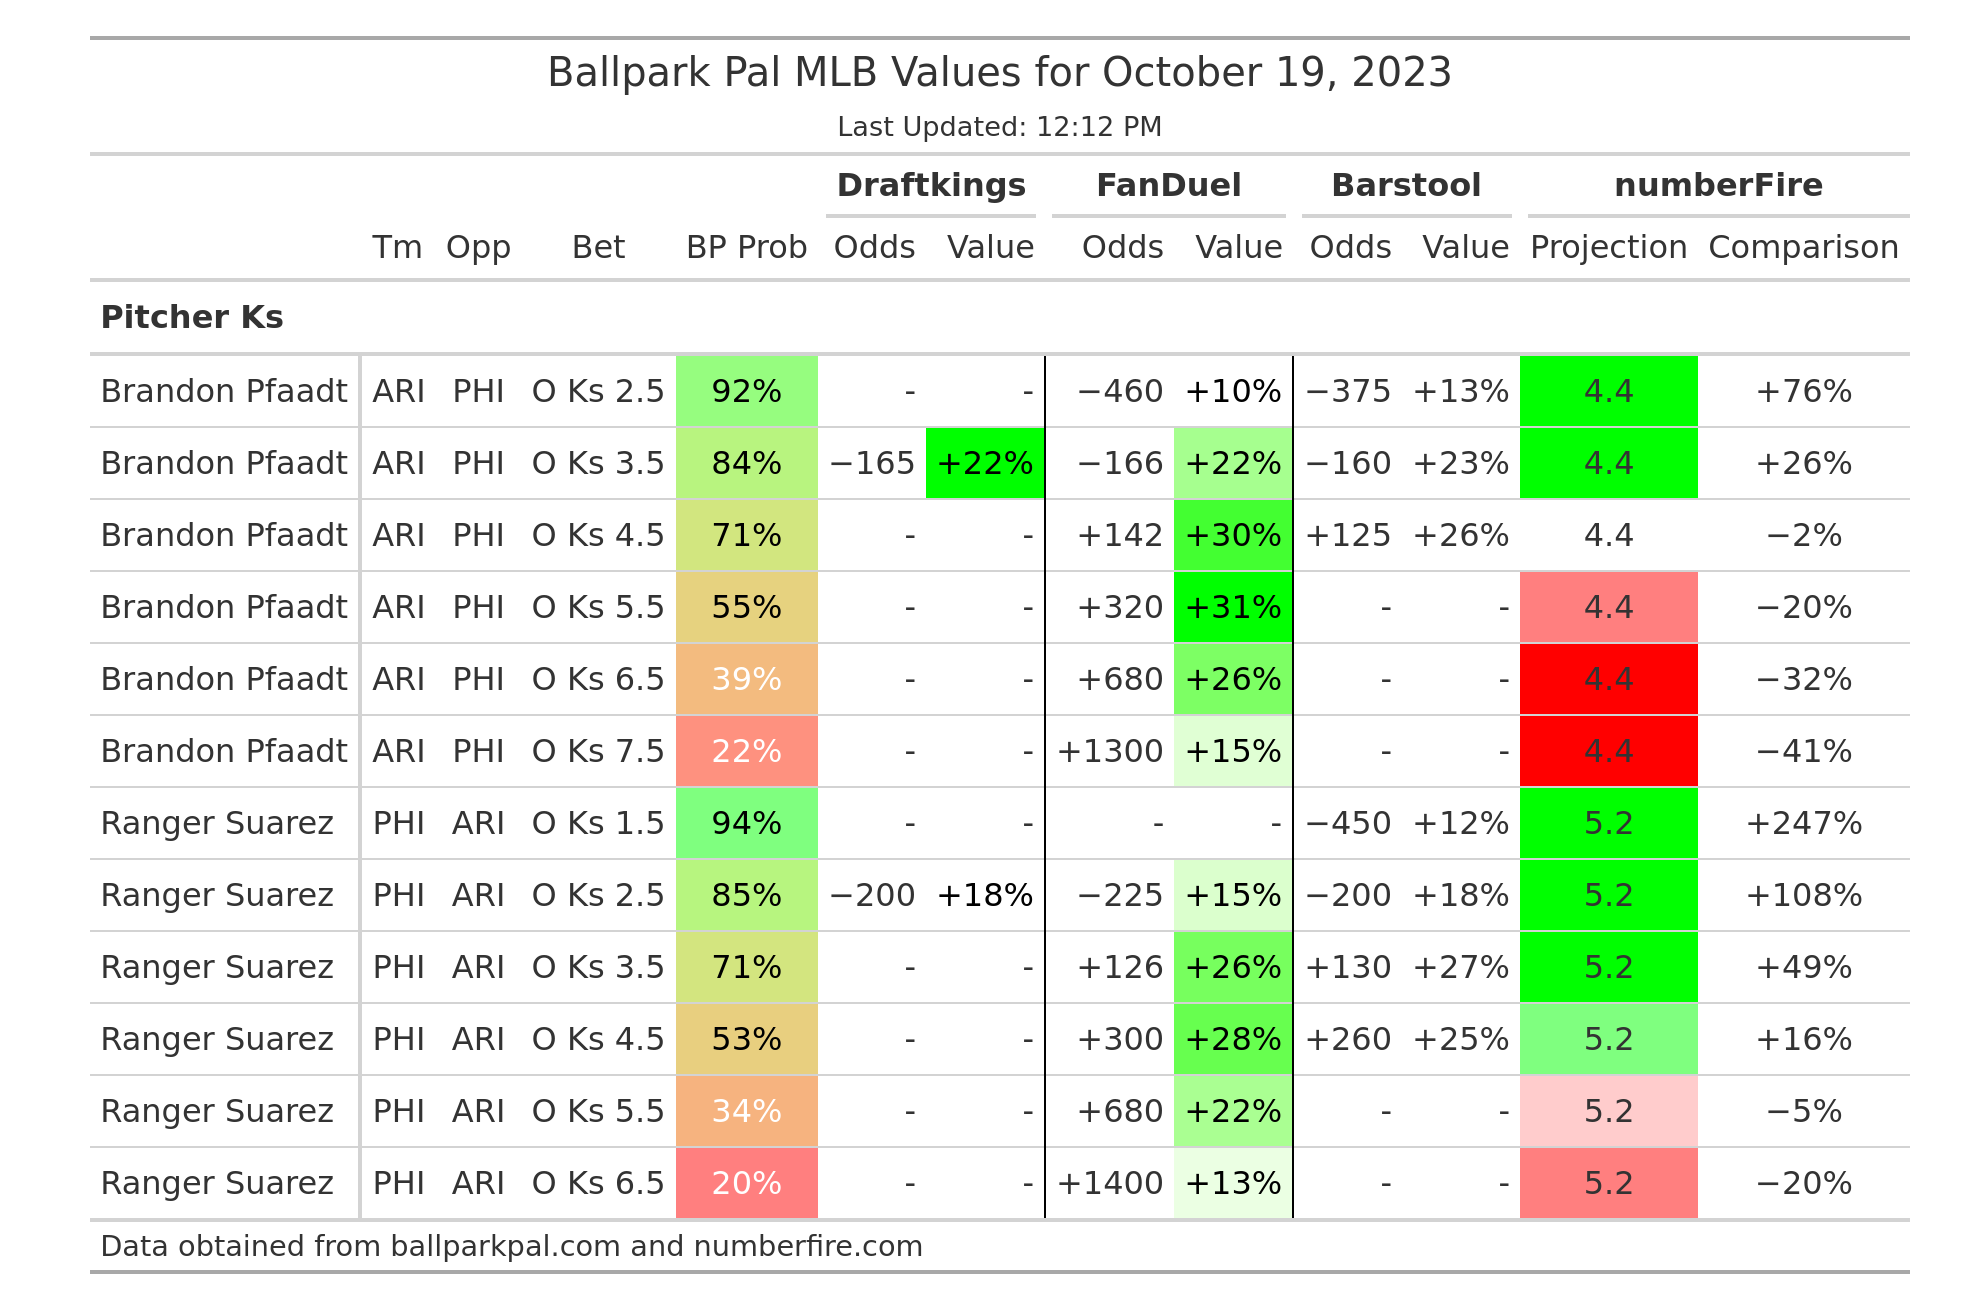 Ballpark Pal MLB Values for October 19, 2023
Last Updated: 12:12 PM
Draftkings FanDuel Barstool numberFire
Tm Opp Bet BP Prob Odds Value Odds Value Odds Value Projection Comparison
Pitcher Ks
Brandon Pfaadt ARI PHI O Ks 2.5 92% - - −460 +10% −375 +13% 4.4 +76%
Brandon Pfaadt ARI PHI O Ks 3.5 84% −165 +22% −166 +22% −160 +23% 4.4 +26%
Brandon Pfaadt ARI PHI O Ks 4.5 71% - - +142 +30% +125 +26% 4.4 −2%
Brandon Pfaadt ARI PHI O Ks 5.5 55% - - +320 +31% - - 4.4 −20%
Brandon Pfaadt ARI PHI O Ks 6.5 39% - - +680 +26% - - 4.4 −32%
Brandon Pfaadt ARI PHI O Ks 7.5 22% - - +1300 +15% - - 4.4 −41%
Ranger Suarez PHI ARI O Ks 1.5 94% - - - - −450 +12% 5.2 +247%
Ranger Suarez PHI ARI O Ks 2.5 85% −200 +18% −225 +15% −200 +18% 5.2 +108%
Ranger Suarez PHI ARI O Ks 3.5 71% - - +126 +26% +130 +27% 5.2 +49%
Ranger Suarez PHI ARI O Ks 4.5 53% - - +300 +28% +260 +25% 5.2 +16%
Ranger Suarez PHI ARI O Ks 5.5 34% - - +680 +22% - - 5.2 −5%
Ranger Suarez PHI ARI O Ks 6.5 20% - - +1400 +13% - - 5.2 −20%
Data obtained from ballparkpal.com and numberfire.com